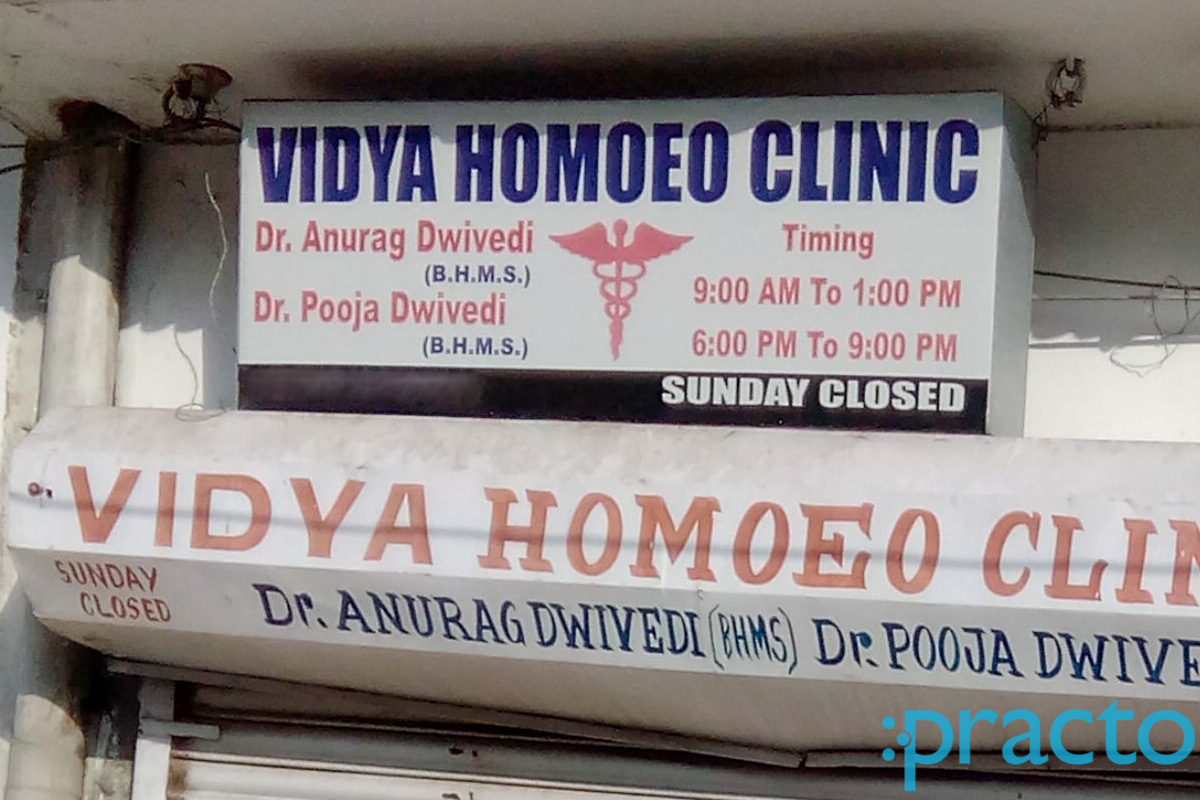 VIDYA HOMOEO CLINIC
Dr. Anurag Dwivedi
(B.H.M.S.)
Dr. Pooja Dwivedi
(B.H.M.S.)
Timing
9:00 AM To 1:00 PM
6:00 PM To 9:00 PM
SUNDAY CLOSED
VIDYA HOMOEO CLIN
SUNDAY
CLOSED
Dr. ANURAG DWIVEDI (BHMS) Dr. POOJA DWIVE
:practo